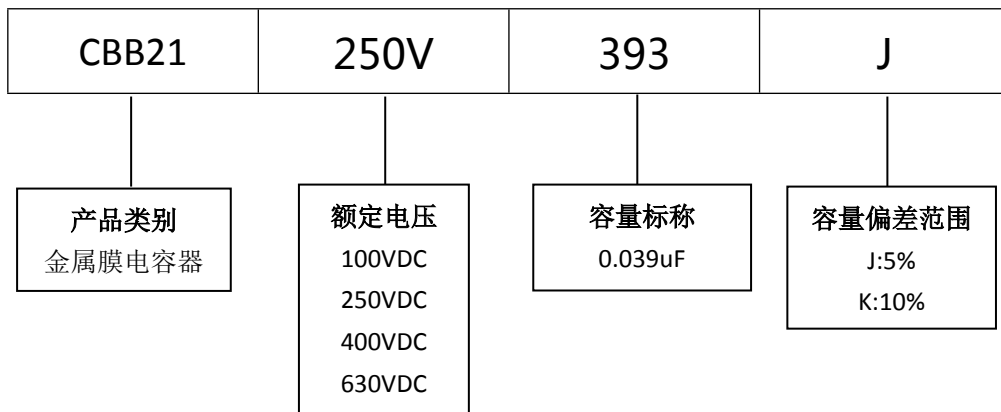 CBB21 250V 393 J
产品类别
金属膜电容器
额定电压
100VDC
250VDC
400VDC
630VDC
容量标称
0.039uF
容量偏差范围
J:5%
K:10%